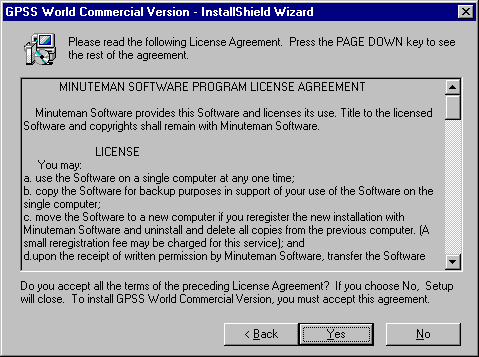 GPSS World Commercial Version - InstallShield Wizard
Please read the following License Agreement. Press the PAGE DOWN key to see
the rest of the agreement.
MINUTEMAN SOFTWARE PROGRAM LICENSE AGREEMENT
Minuteman Software provides this Software and licenses its use. Title to the licensed
Software and copyrights shall remain with Minuteman Software.
LICENSE
You may:
a. use the Software on a single computer at any one time;
b. copy the Software for backup purposes in support of your use of the Software on the
single computer;
c. move the Software to a new computer if you reregister the new installation with
Minuteman Software and uninstall and delete all copies from the previous computer. (A
small reregistration fee may be charged for this service); and
d.upon the receipt of written permission by Minuteman Software, transfer the Software
Do you accept all the terms of the preceding License Agreement? If you choose No, Setup
will close. To install GPSS World Commercial Version, you must accept this agreement.
< Back Yes No